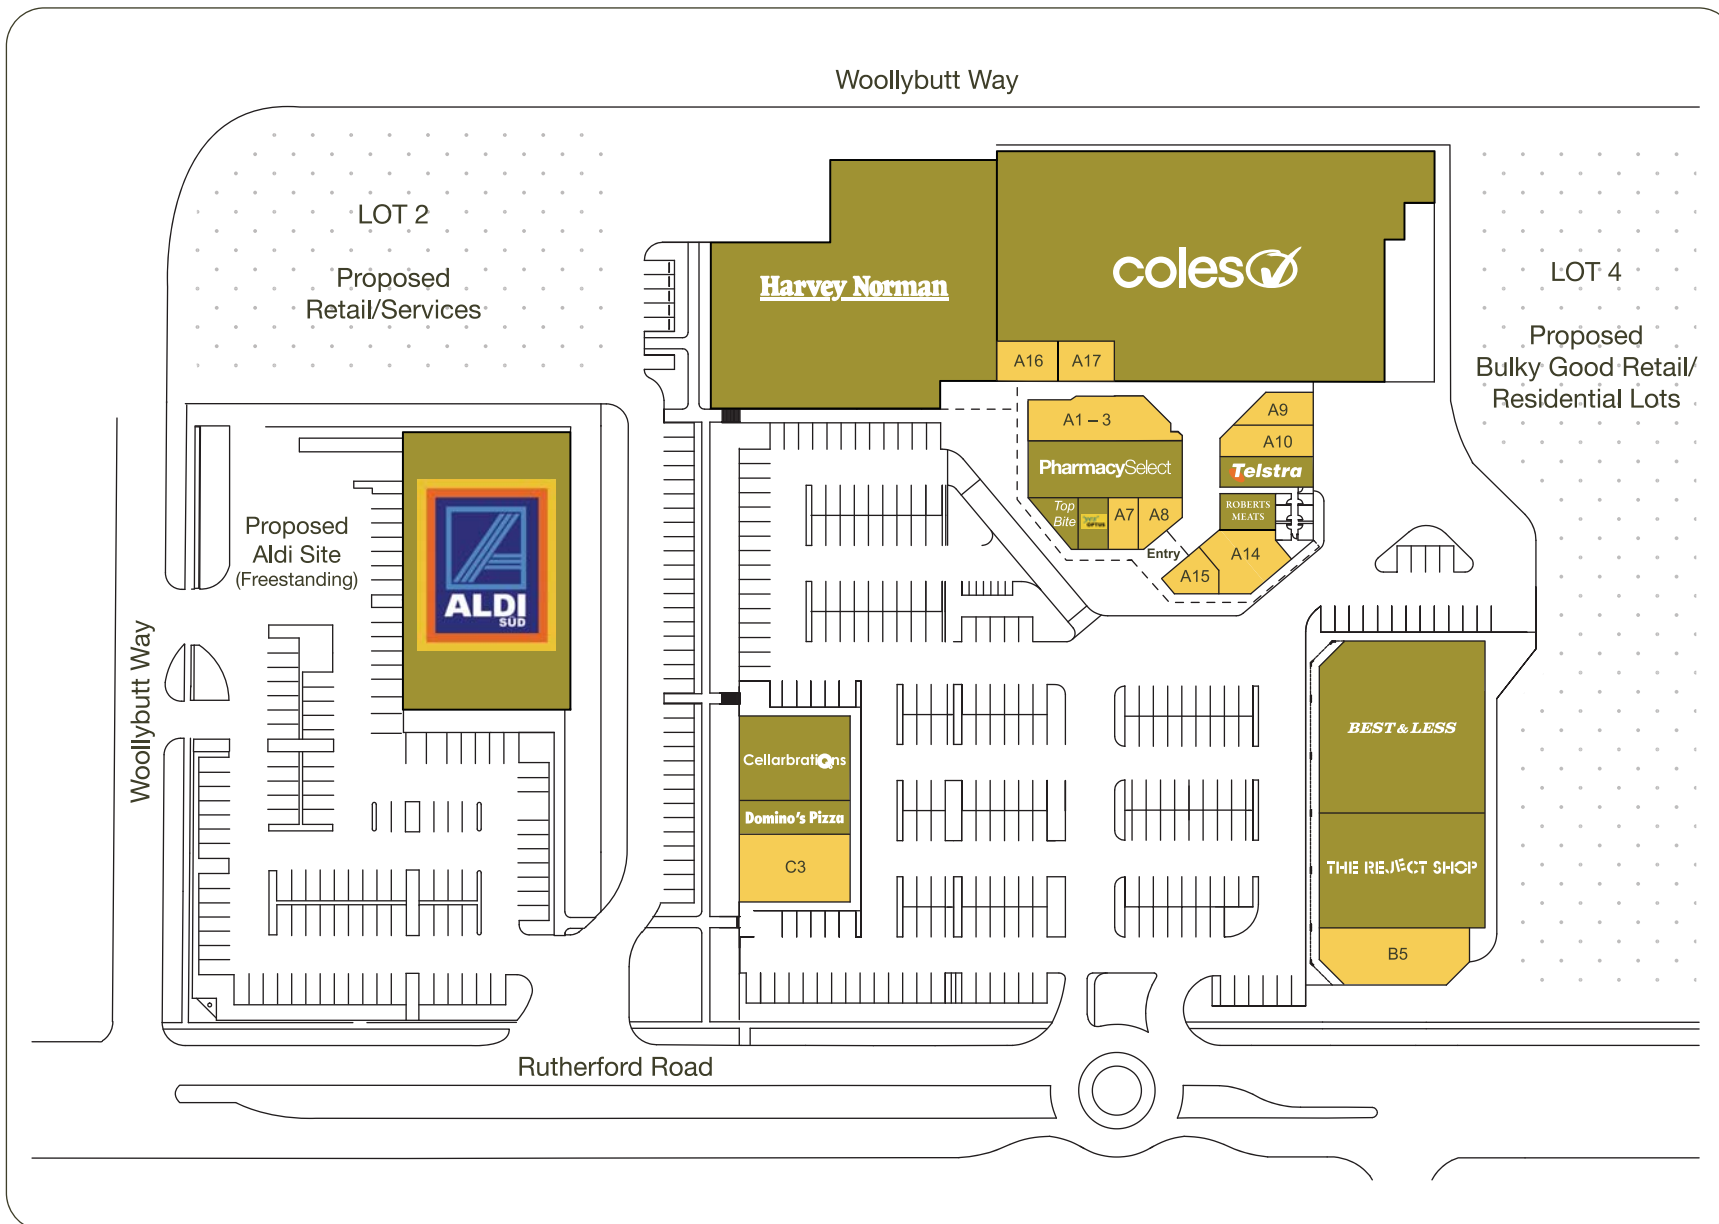 Woollybutt Way
LOT 2
Proposed
Retail/Services
Harvey Norman
coles
LOT 4
Proposed
Bulky Good Retail/
Residential Lots
A16
A17
A1 – 3
A9
A10
PharmacySelect
Telstra
Top
Bite
OPTUS
A7
A8
ROBERTS
MEATS
Entry
A14
A15
Proposed
Aldi Site
(Freestanding)
ALDI
SÜD
Woollybutt Way
Cellarbrations
Domino's Pizza
C3
BEST & LESS
THE REJECT SHOP
B5
Rutherford Road